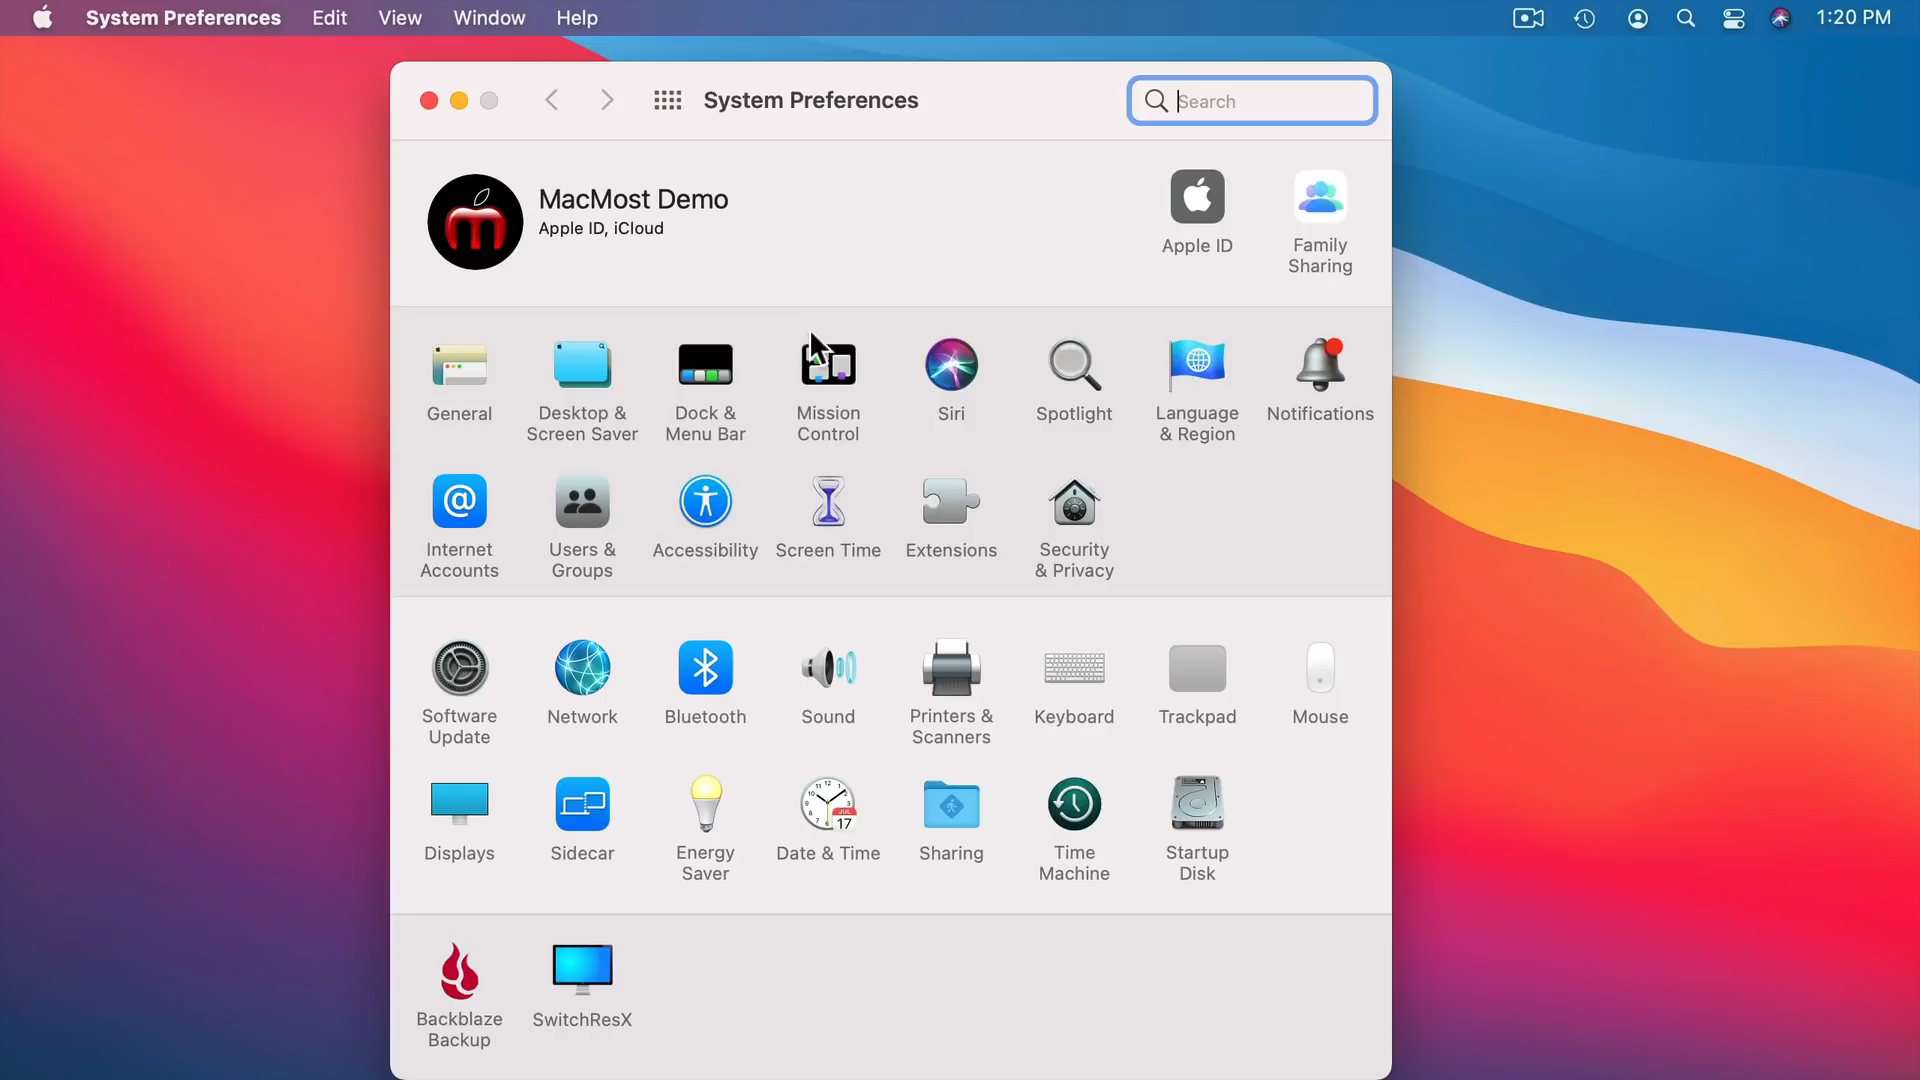 System Preferences Edit View Window Help 1:20 PM
System Preferences
Search
MacMost Demo
Apple ID, iCloud
Apple ID
Family
Sharing
General
Desktop &
Screen Saver
Dock &
Menu Bar
Mission
Control
Siri
Spotlight
Language
& Region
Notifications
Internet
Accounts
Users &
Groups
Accessibility
Screen Time
Extensions
Security
& Privacy
Software
Update
Network
Bluetooth
Sound
Printers &
Scanners
Keyboard
Trackpad
Mouse
Displays
Sidecar
Energy
Saver
JUL
17
Date & Time
Sharing
Time
Machine
Startup
Disk
Backblaze
Backup
SwitchResX